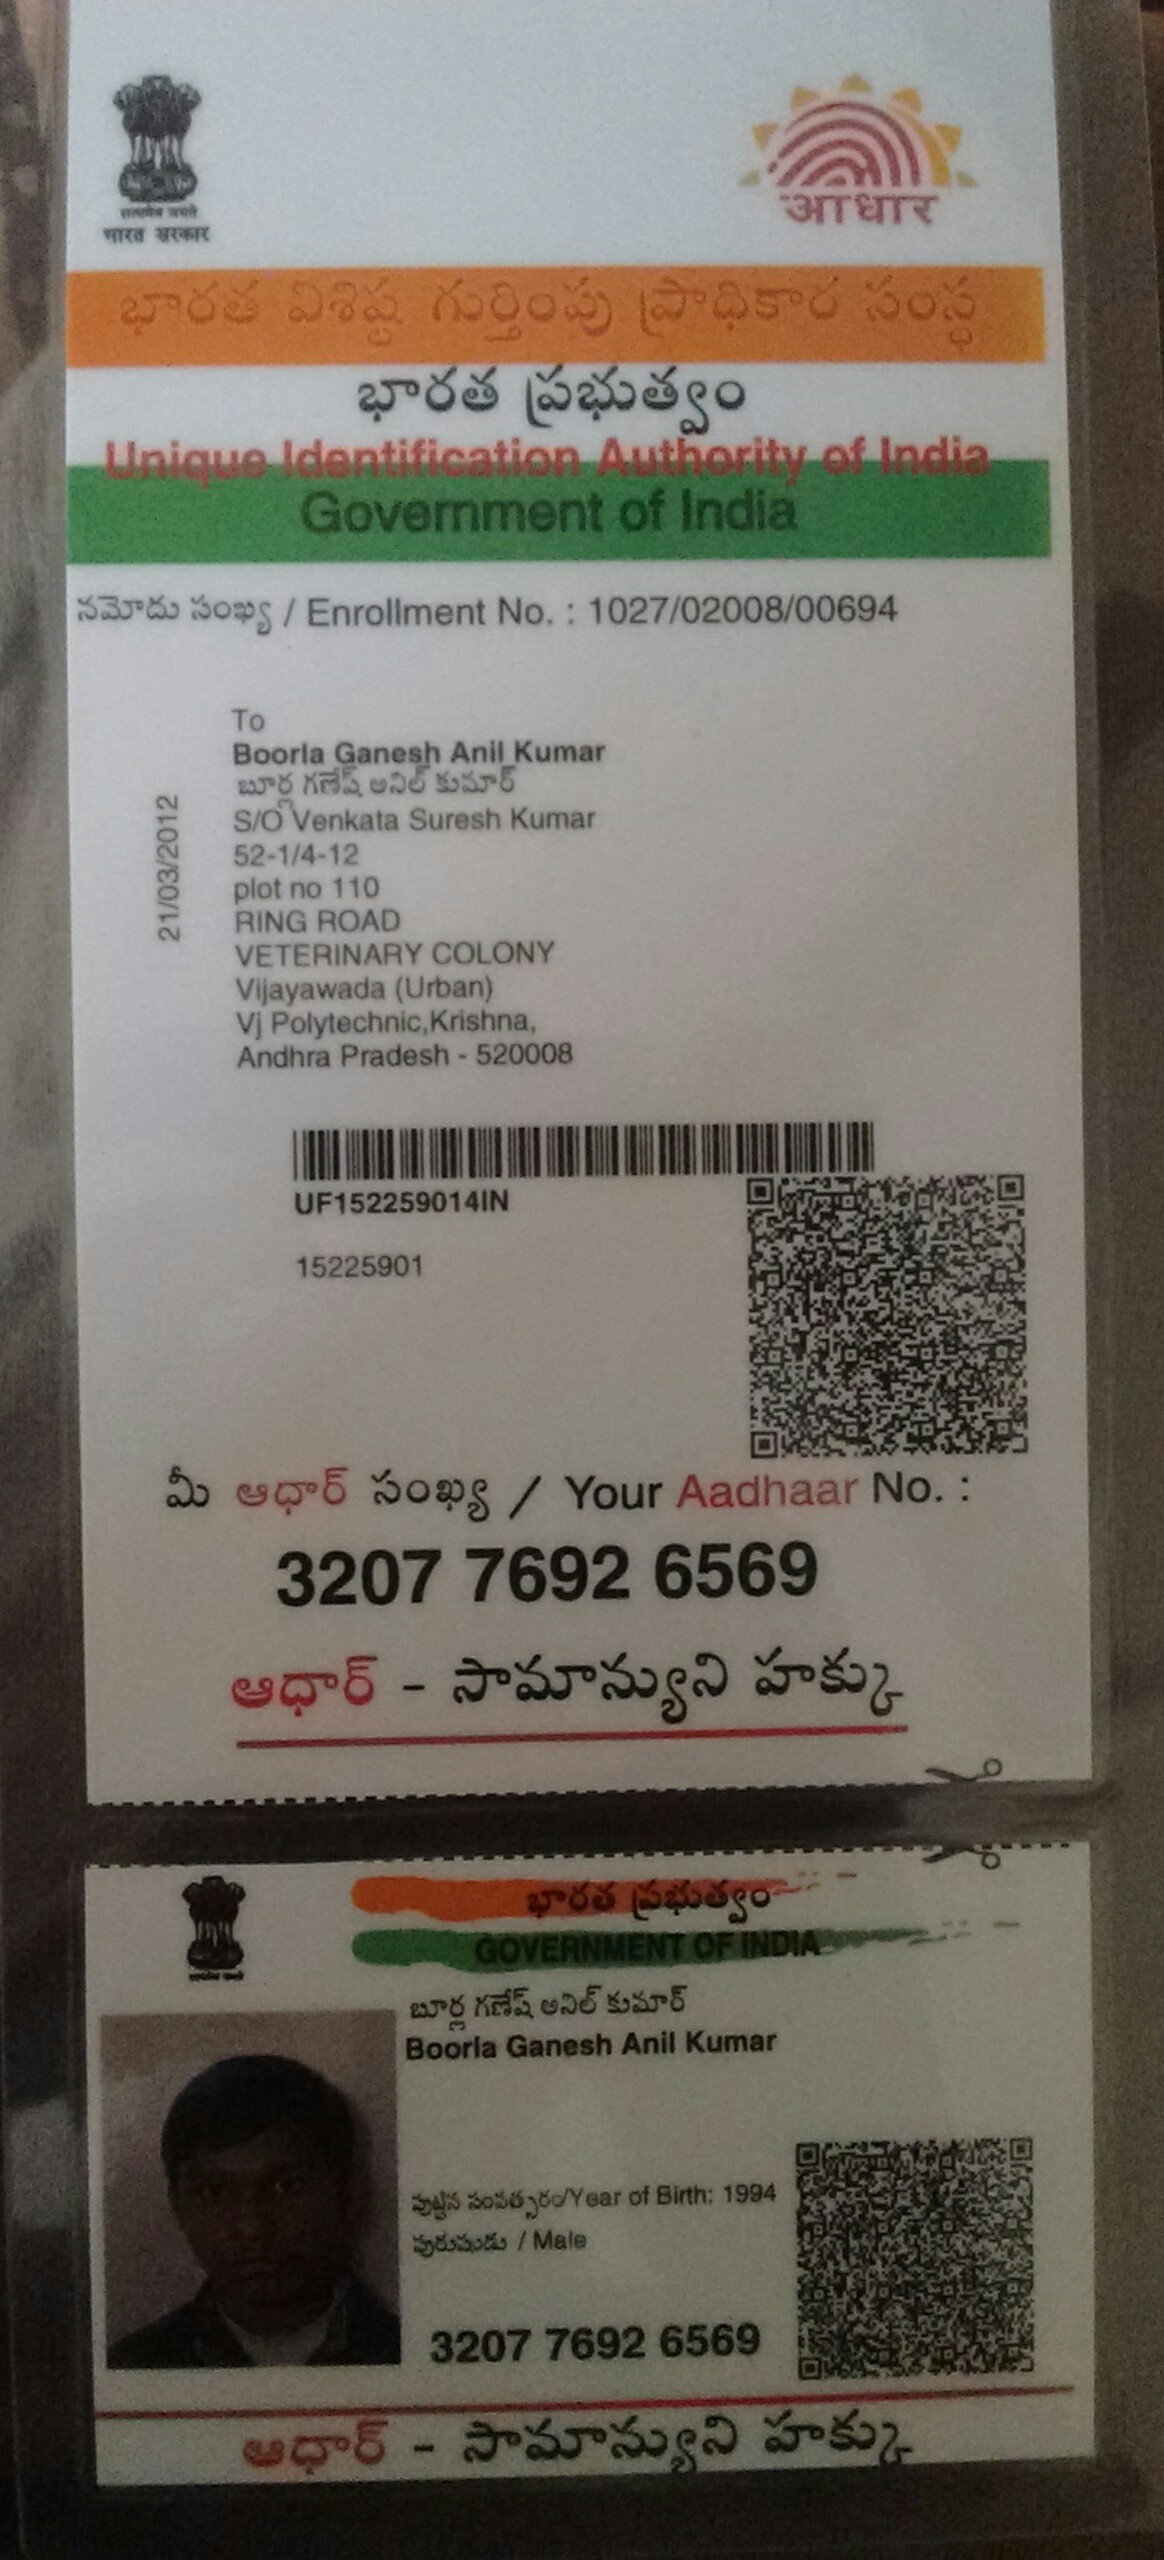 सत्यमेव जयते
भारत सरकार
आधार
భారత విశిష్ట గుర్తింపు ప్రాధికార సంస్థ
భారత ప్రభుత్వం
Unique Identification Authority of India
Government of India
నమోదు సంఖ్య / Enrollment No. : 1027/02008/00694
21/03/2012
To
Boorla Ganesh Anil Kumar
బూర్ల గణేష్ అనిల్ కుమార్
S/O Venkata Suresh Kumar
52-1/4-12
plot no 110
RING ROAD
VETERINARY COLONY
Vijayawada (Urban)
Vj Polytechnic,Krishna,
Andhra Pradesh - 520008
UF152259014IN
15225901
మీ ఆధార్ సంఖ్య / Your Aadhaar No. :
3207 7692 6569
ఆధార్ - సామాన్యుని హక్కు
భారత ప్రభుత్వం
GOVERNMENT OF INDIA
బూర్ల గణేష్ అనిల్ కుమార్
Boorla Ganesh Anil Kumar
పుట్టిన సంవత్సరం/Year of Birth: 1994
పురుషుడు / Male
3207 7692 6569
ఆధార్ - సామాన్యుని హక్కు